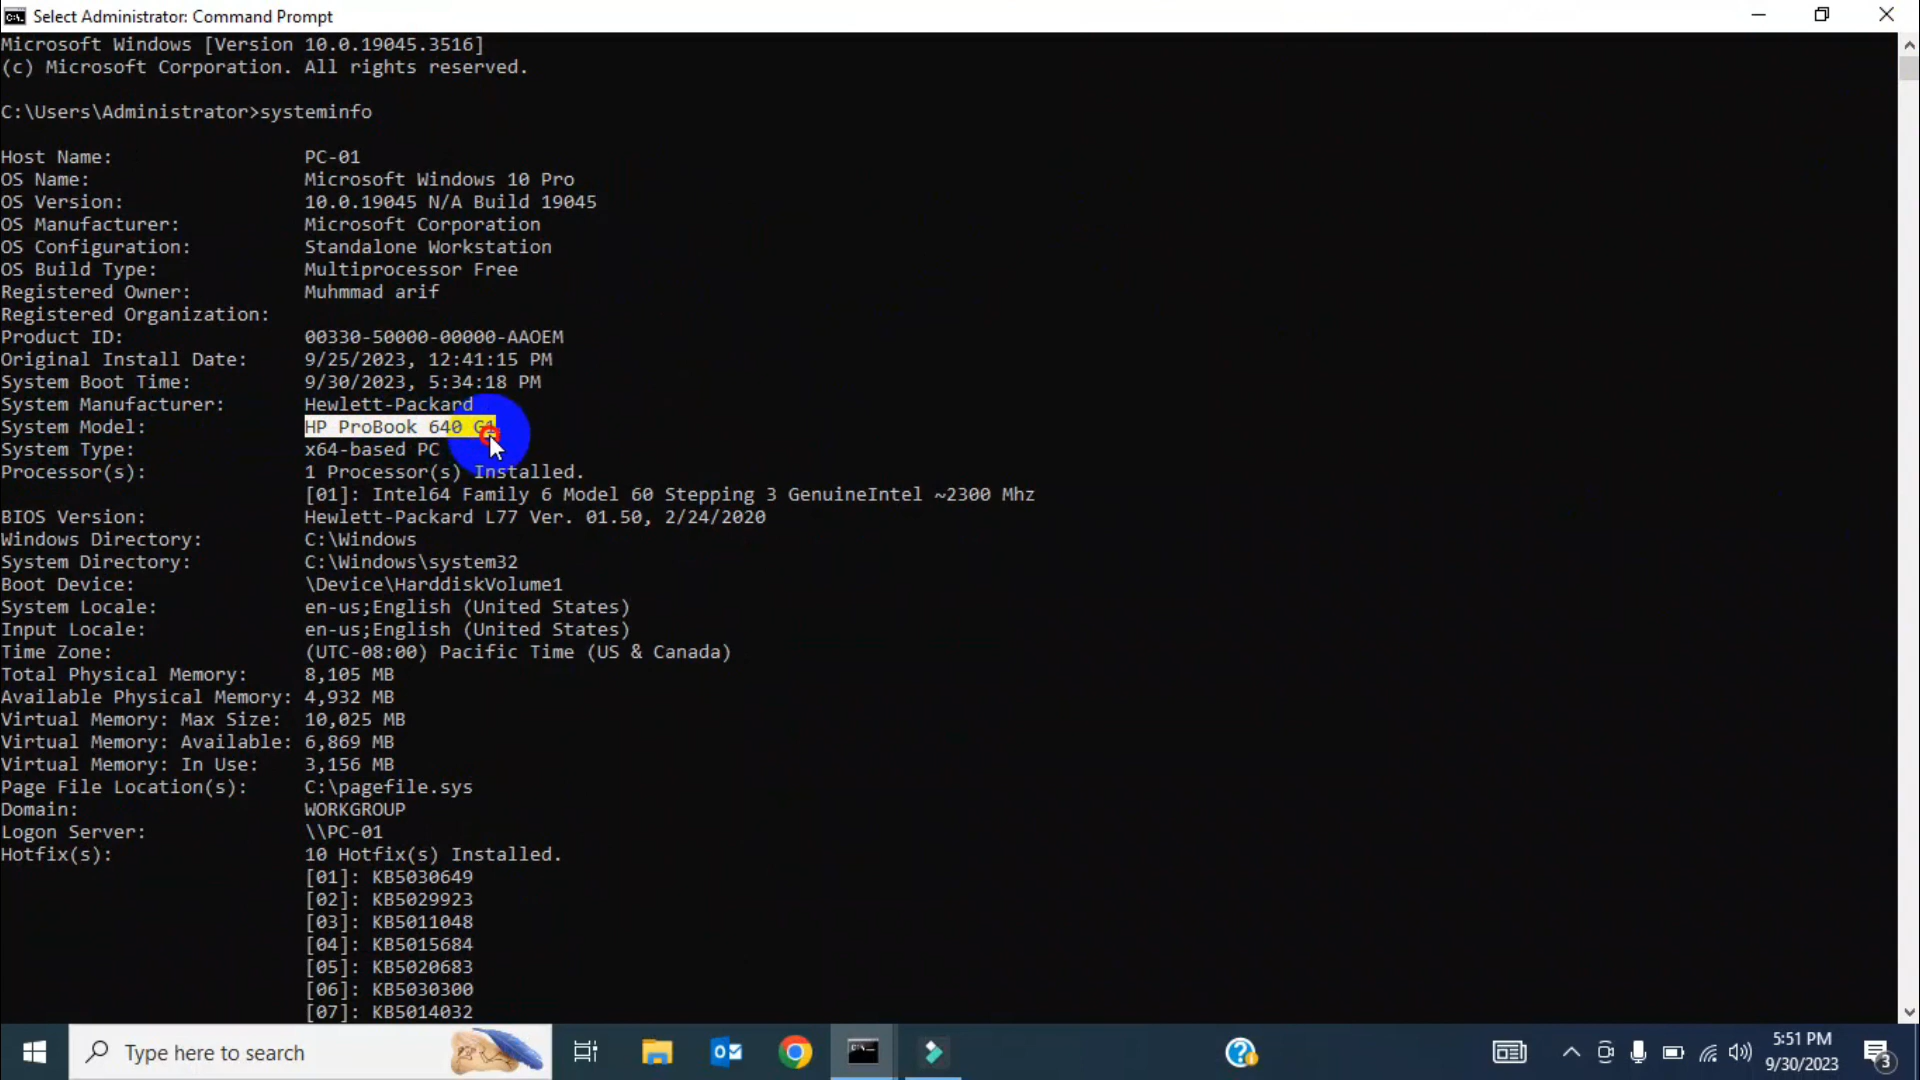 Select Administrator: Command Prompt
Microsoft Windows [Version 10.0.19045.3516]
(c) Microsoft Corporation. All rights reserved.
C:\Users\Administrator>systeminfo
Host Name: PC-01
OS Name: Microsoft Windows 10 Pro
OS Version: 10.0.19045 N/A Build 19045
OS Manufacturer: Microsoft Corporation
OS Configuration: Standalone Workstation
OS Build Type: Multiprocessor Free
Registered Owner: Muhmmad arif
Registered Organization:
Product ID: 00330-50000-00000-AAOEM
Original Install Date: 9/25/2023, 12:41:15 PM
System Boot Time: 9/30/2023, 5:34:18 PM
System Manufacturer: Hewlett-Packard
System Model: HP ProBook 640 G1
System Type: x64-based PC
Processor(s): 1 Processor(s) Installed.
[01]: Intel64 Family 6 Model 60 Stepping 3 GenuineIntel ~2300 Mhz
BIOS Version: Hewlett-Packard L77 Ver. 01.50, 2/24/2020
Windows Directory: C:\Windows
System Directory: C:\Windows\system32
Boot Device: \Device\HarddiskVolume1
System Locale: en-us;English (United States)
Input Locale: en-us;English (United States)
Time Zone: (UTC-08:00) Pacific Time (US & Canada)
Total Physical Memory: 8,105 MB
Available Physical Memory: 4,932 MB
Virtual Memory: Max Size: 10,025 MB
Virtual Memory: Available: 6,869 MB
Virtual Memory: In Use: 3,156 MB
Page File Location(s): C:\pagefile.sys
Domain: WORKGROUP
Logon Server: \\PC-01
Hotfix(s): 10 Hotfix(s) Installed.
[01]: KB5030649
[02]: KB5029923
[03]: KB5011048
[04]: KB5015684
[05]: KB5020683
[06]: KB5030300
[07]: KB5014032
Type here to search
5:51 PM
9/30/2023
3